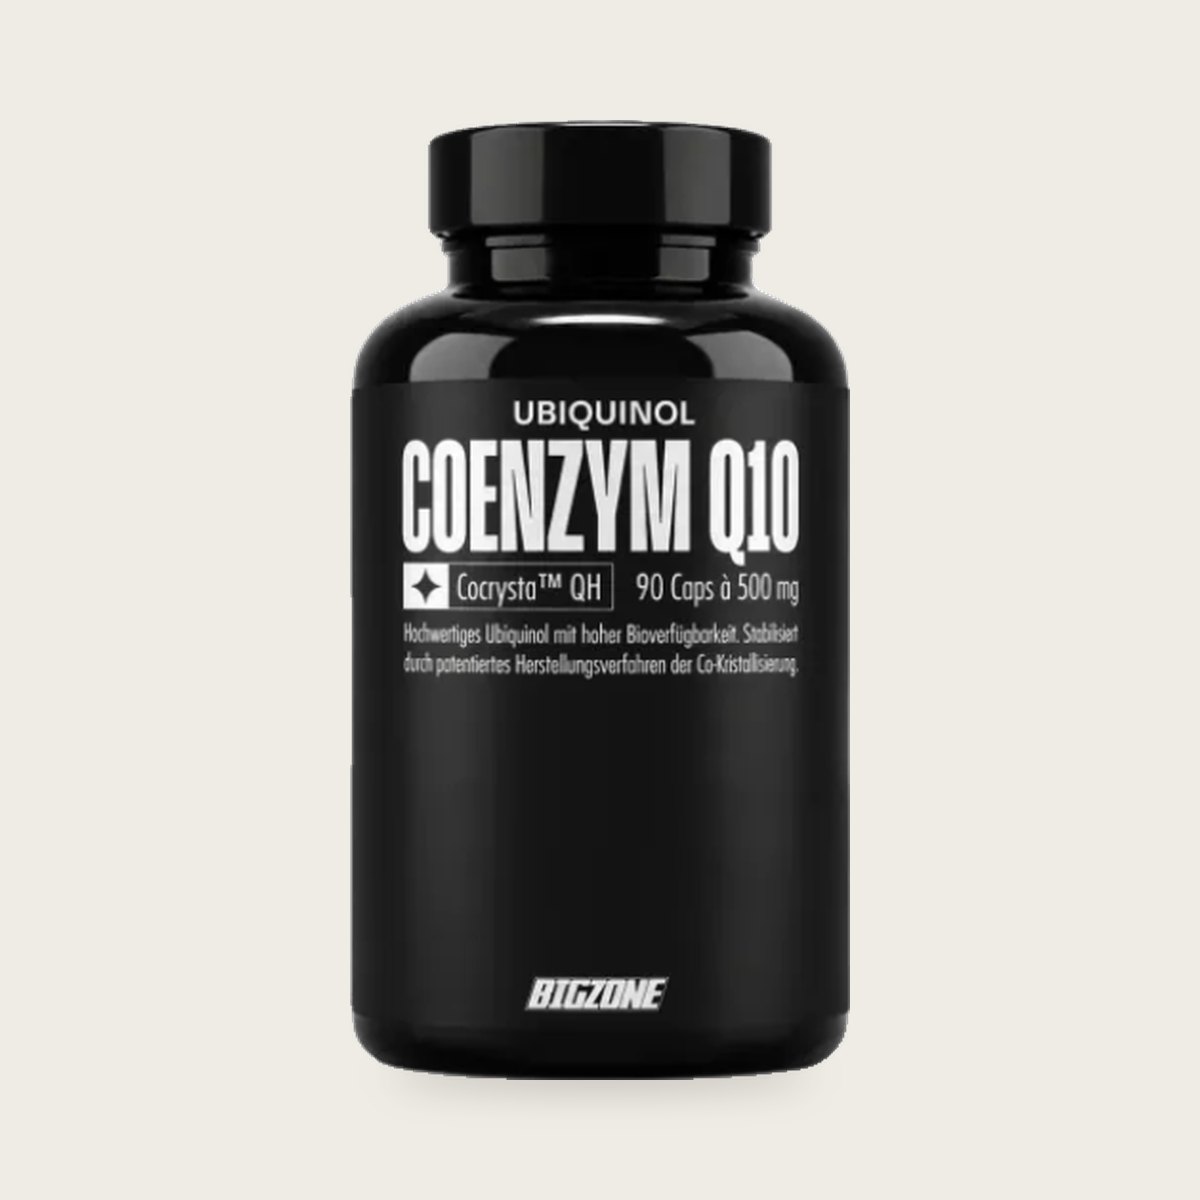 UBIQUINOL
COENZYM Q10
Cocrysta™ QH 90 Caps à 500 mg
Hochwertiges Ubiquinol mit hoher Bioverfügbarkeit. Stabilisiert
durch patentiertes Herstellungsverfahren der Co-Kristallisierung.
BIGZONE